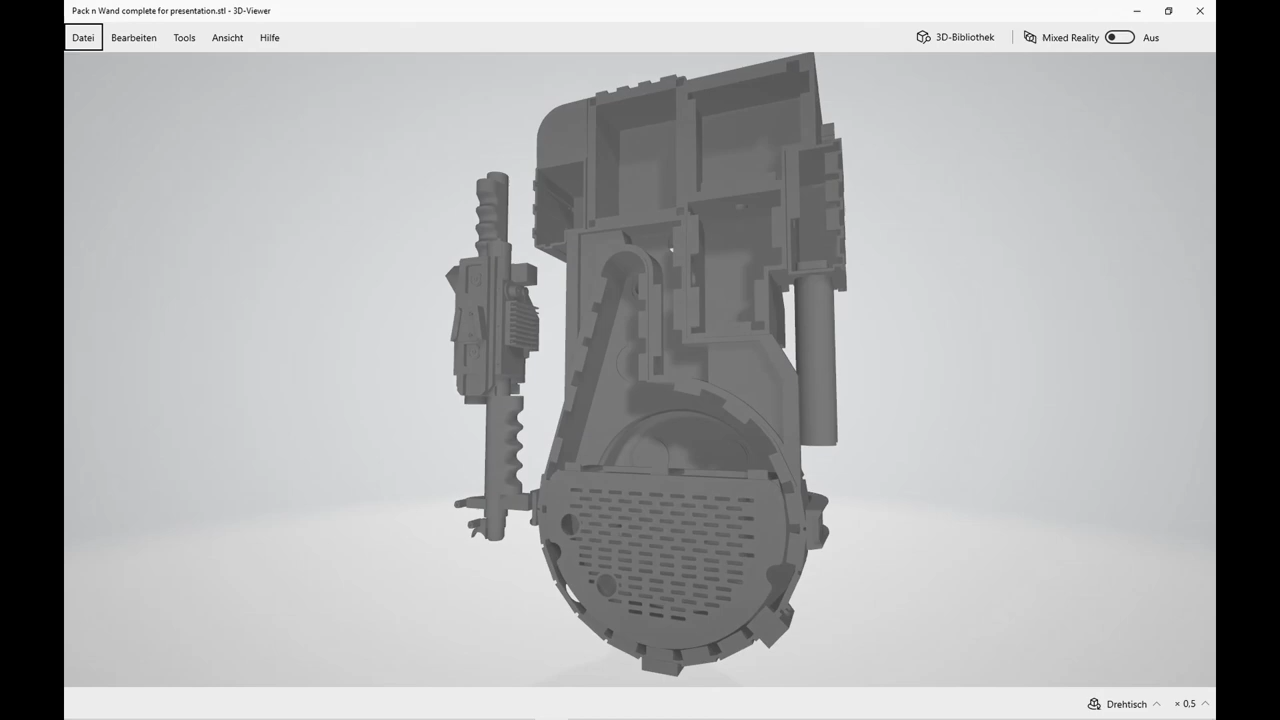 Pack n Wand complete for presentation.stl - 3D-Viewer
Datei Bearbeiten Tools Ansicht Hilfe 3D-Bibliothek Mixed Reality Aus
Drehtisch × 0,5